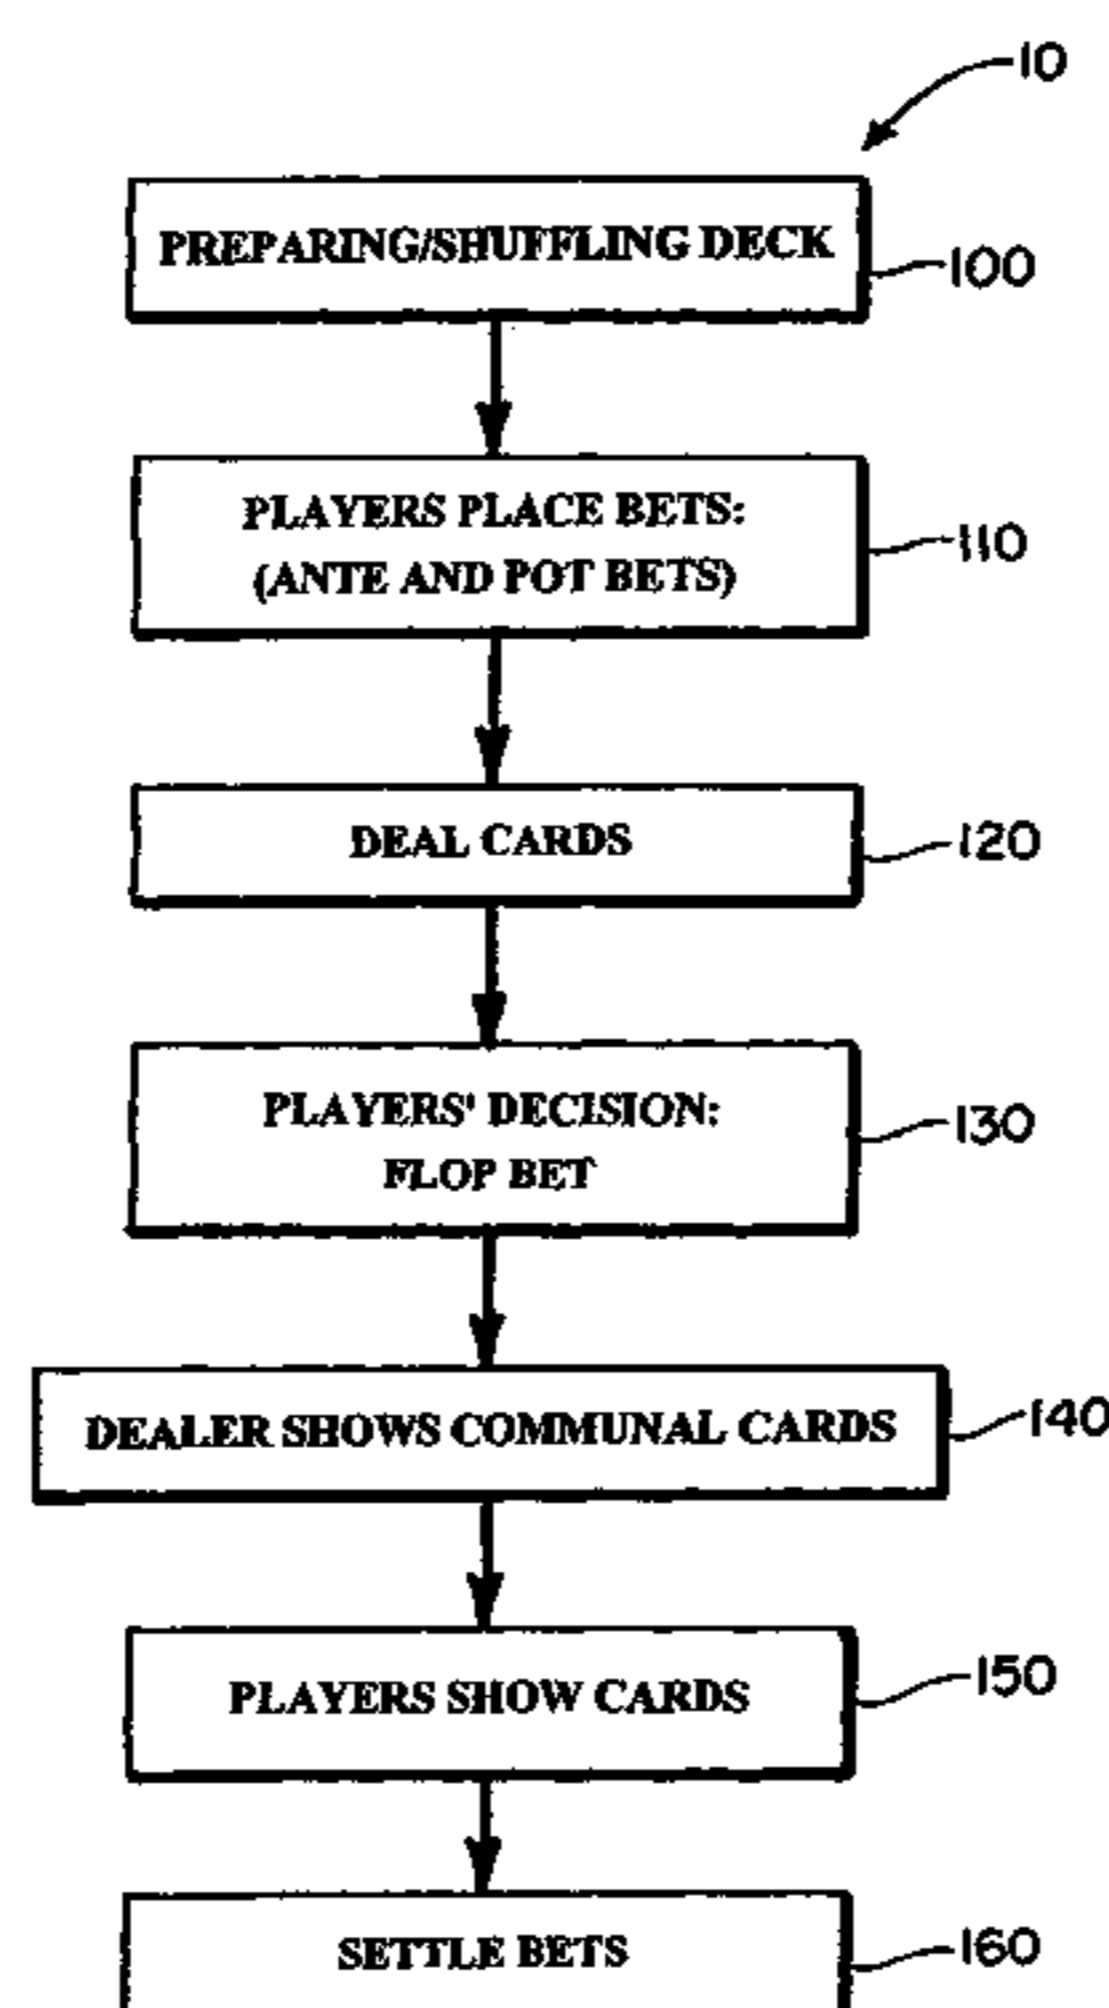 10
PREPARING/SHUFFLING DECK
100
PLAYERS PLACE BETS:
(ANTE AND POT BETS)
110
DEAL CARDS
120
PLAYERS' DECISION:
FLOP BET
130
DEALER SHOWS COMMUNAL CARDS
140
PLAYERS SHOW CARDS
150
SETTLE BETS
160